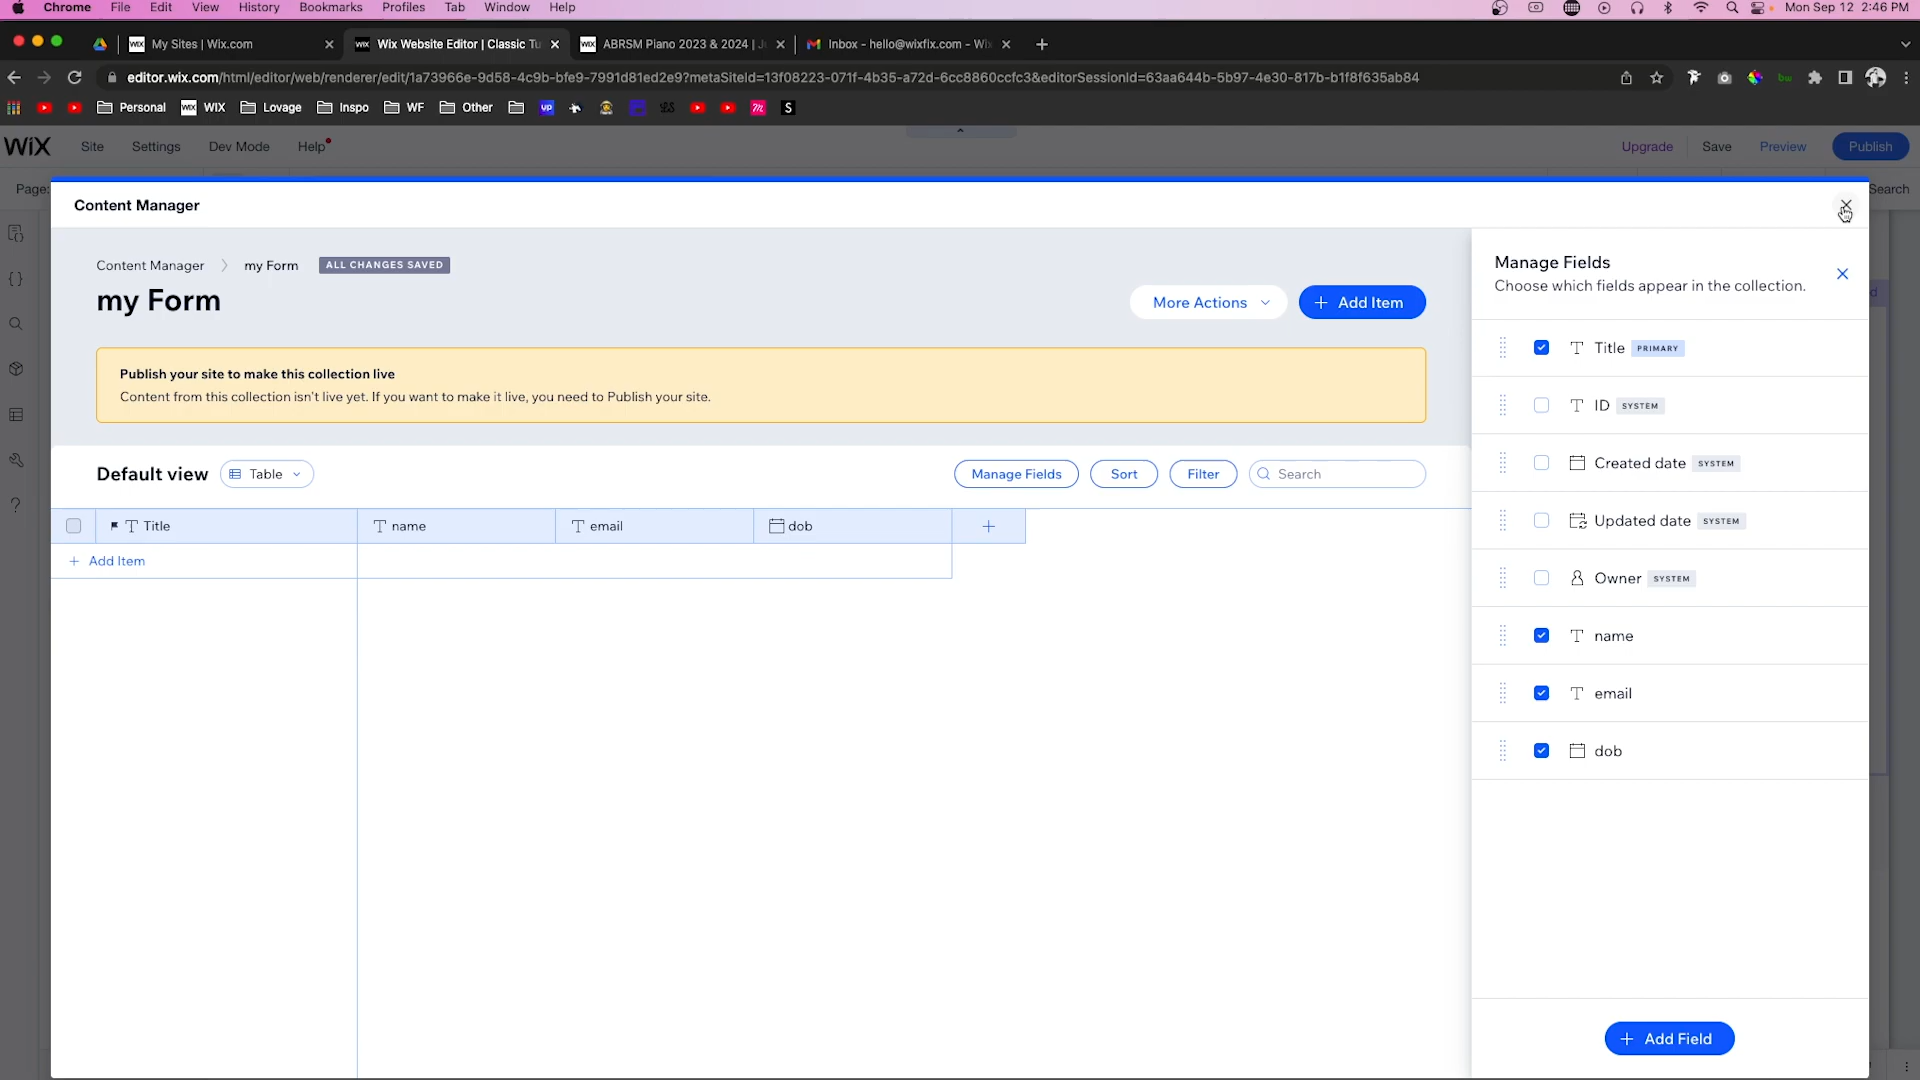 Chrome File Edit View History Bookmarks Profiles Tab Window Help Mon Sep 12 2:46 PM
WiX My Sites | Wix.com WiX Wix Website Editor | Classic Tu WiX ABRSM Piano 2023 & 2024 | Ju Inbox - hello@wixfix.com - Wix
editor.wix.com/html/editor/web/renderer/edit/1a73966e-9d58-4c9b-bfe9-7991d81ed2e9?metaSiteId=13f08223-071f-4b35-a72d-6cc8860ccfc3&editorSessionId=63aa644b-5b97-4e30-817b-b1f8f635ab84
Personal WIX Lovage Inspo WF Other up m S
WiX Site Settings Dev Mode Help Upgrade Save Preview Publish
Page: Search
Content Manager
Content Manager my Form ALL CHANGES SAVED
my Form
More Actions + Add Item
Publish your site to make this collection live
Content from this collection isn't live yet. If you want to make it live, you need to Publish your site.
Default view Table Manage Fields Sort Filter Search
Title name email dob +
+ Add Item
Manage Fields
Choose which fields appear in the collection.
Title PRIMARY
ID SYSTEM
Created date SYSTEM
Updated date SYSTEM
Owner SYSTEM
name
email
dob
+ Add Field